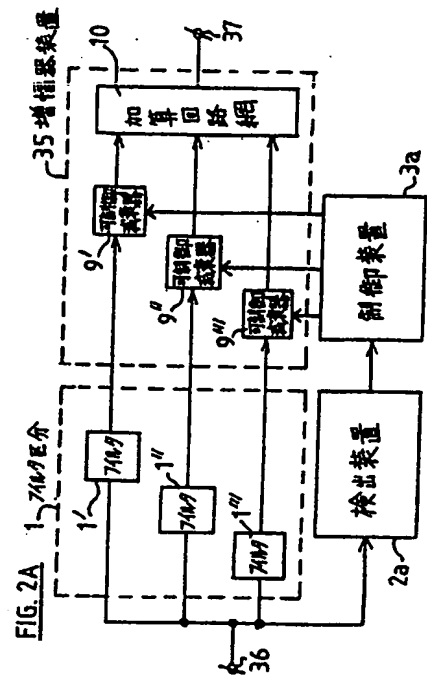 FIG. 2A
1 フィルタ区分
35 増幅器装置
1'
フィルタ
1''
フィルタ
1'''
フィルタ
9'
可制御
減衰器
9''
可制御
減衰器
9'''
可制御
減衰器
10
加算回路網
36
37
検出装置
2a
制御装置
3a